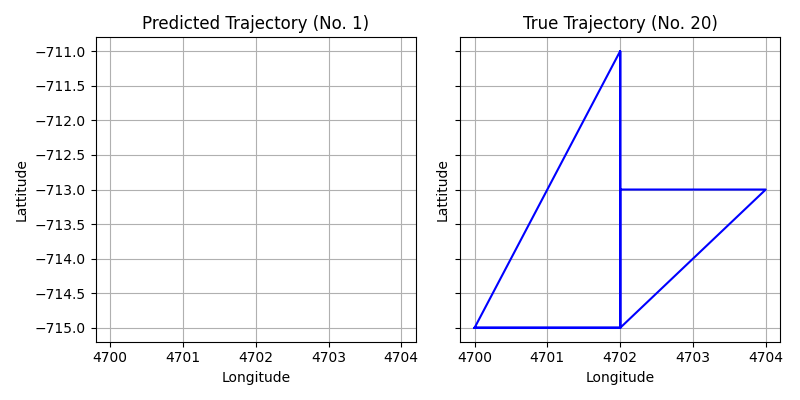 Predicted Trajectory (No. 1)
True Trajectory (No. 20)
Lattitude
−711.0
−711.5
−712.0
−712.5
−713.0
−713.5
−714.0
−714.5
−715.0
4700 4701 4702 4703 4704
Longitude
Lattitude
4700 4701 4702 4703 4704
Longitude